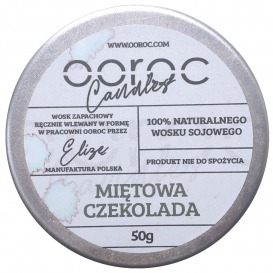 WWW.OOROC.COM
ooroc
Candles
WOSK ZAPACHOWY
RĘCZNIE WLEWANY W FORMĘ
W PRACOWNI OOROC PRZEZ
Elize
MANUFAKTURA POLSKA
100% NATURALNEGO
WOSKU SOJOWEGO
PRODUKT NIE DO SPOŻYCIA
MIĘTOWA
CZEKOLADA
50g